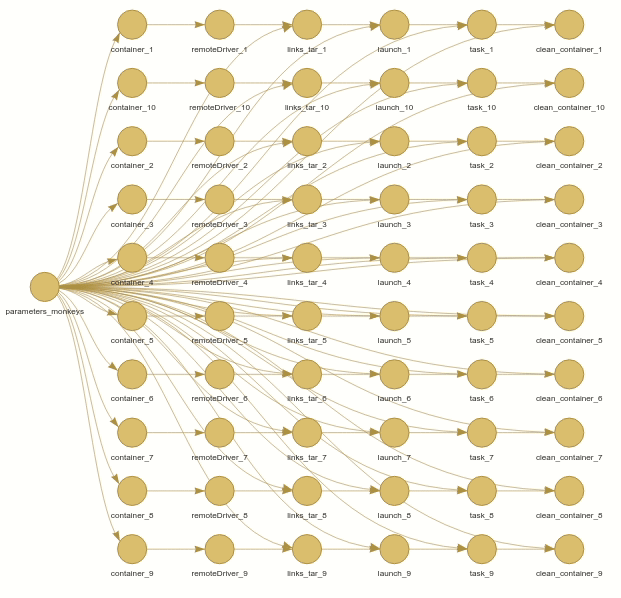 container_1 remoteDriver_1 links_tar_1 launch_1 task_1 clean_container_1
container_10 remoteDriver_10 links_tar_10 launch_10 task_10 clean_container_10
container_2 remoteDriver_2 links_tar_2 launch_2 task_2 clean_container_2
container_3 remoteDriver_3 links_tar_3 launch_3 task_3 clean_container_3
container_4 remoteDriver_4 links_tar_4 launch_4 task_4 clean_container_4
parameters_monkeys
container_5 remoteDriver_5 links_tar_5 launch_5 task_5 clean_container_5
container_6 remoteDriver_6 links_tar_6 launch_6 task_6 clean_container_6
container_7 remoteDriver_7 links_tar_7 launch_7 task_7 clean_container_7
container_8 remoteDriver_8 links_tar_8 launch_8 task_8 clean_container_8
container_9 remoteDriver_9 links_tar_9 launch_9 task_9 clean_container_9